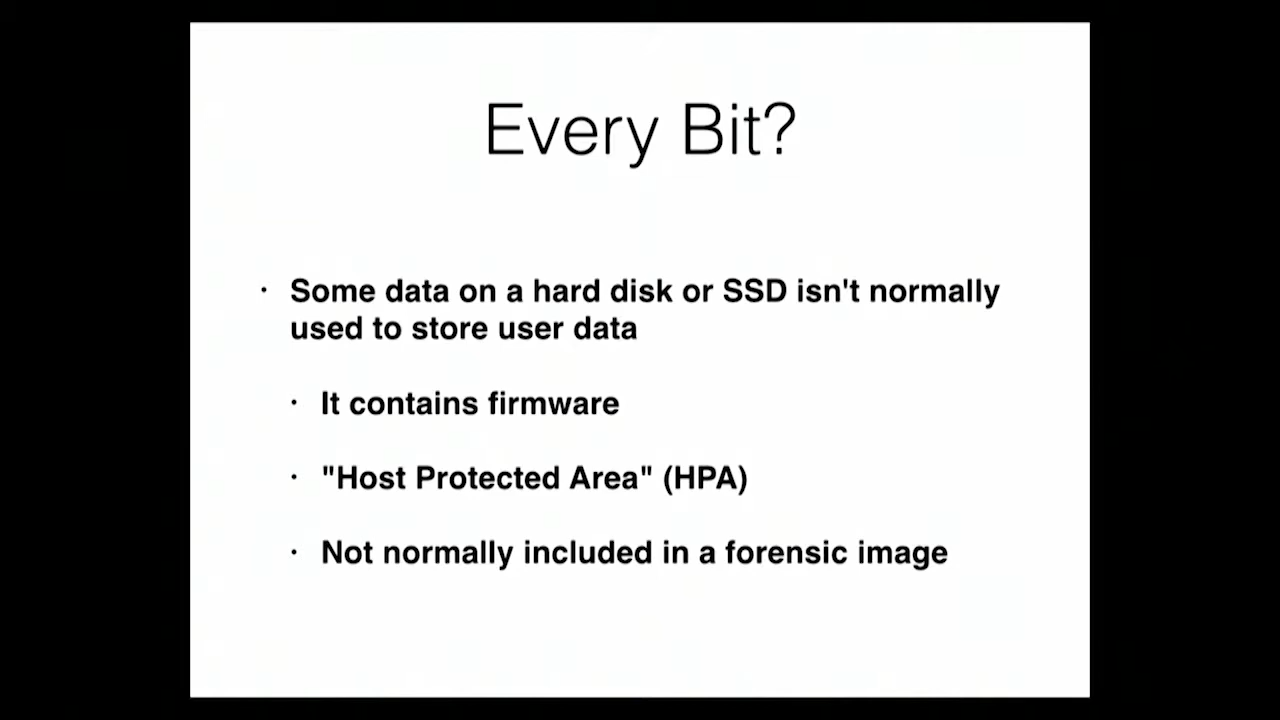 Every Bit?
· Some data on a hard disk or SSD isn't normally
used to store user data
· It contains firmware
· "Host Protected Area" (HPA)
· Not normally included in a forensic image